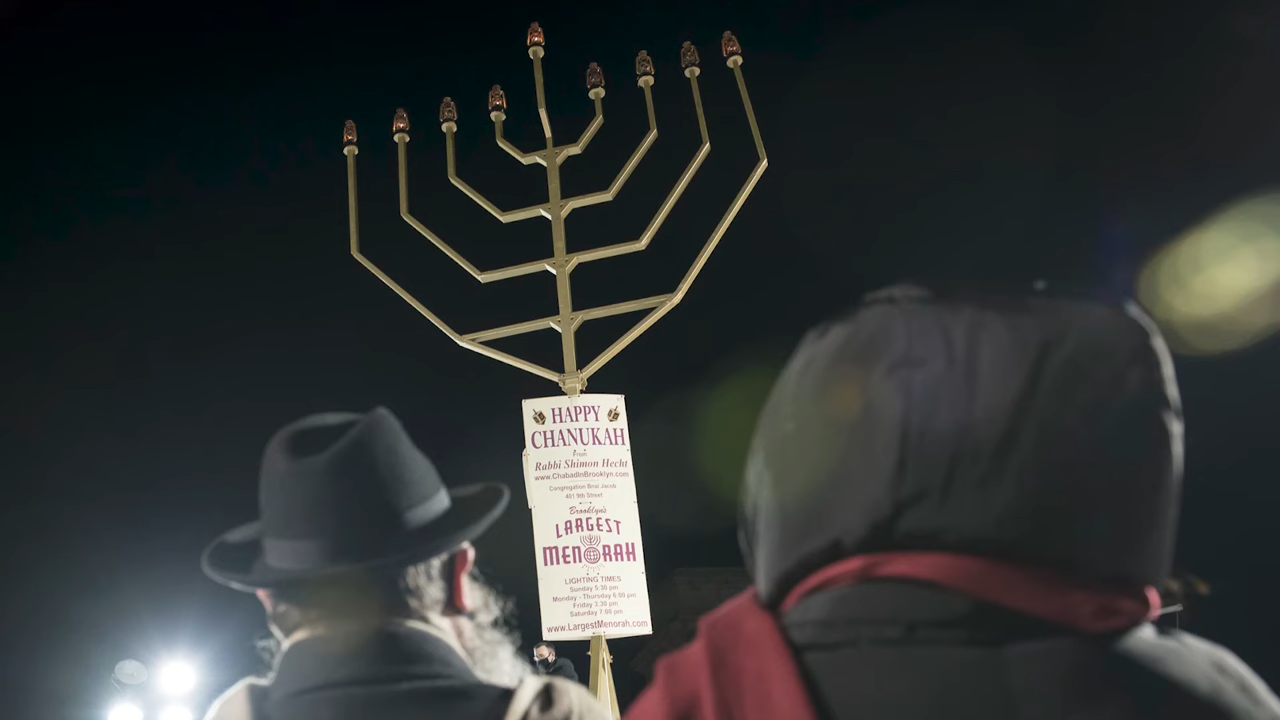 HAPPY
CHANUKAH
From
Rabbi Shimon Hecht
www.ChabadInBrooklyn.com
Congregation Bnai Jacob
401 9th Street
Brooklyn's
LARGEST
MENORAH
LIGHTING TIMES
Sunday 5:30 pm
Monday - Thursday 6:00 pm
Friday 3:30 pm
Saturday 7:00 pm
www.LargestMenorah.com